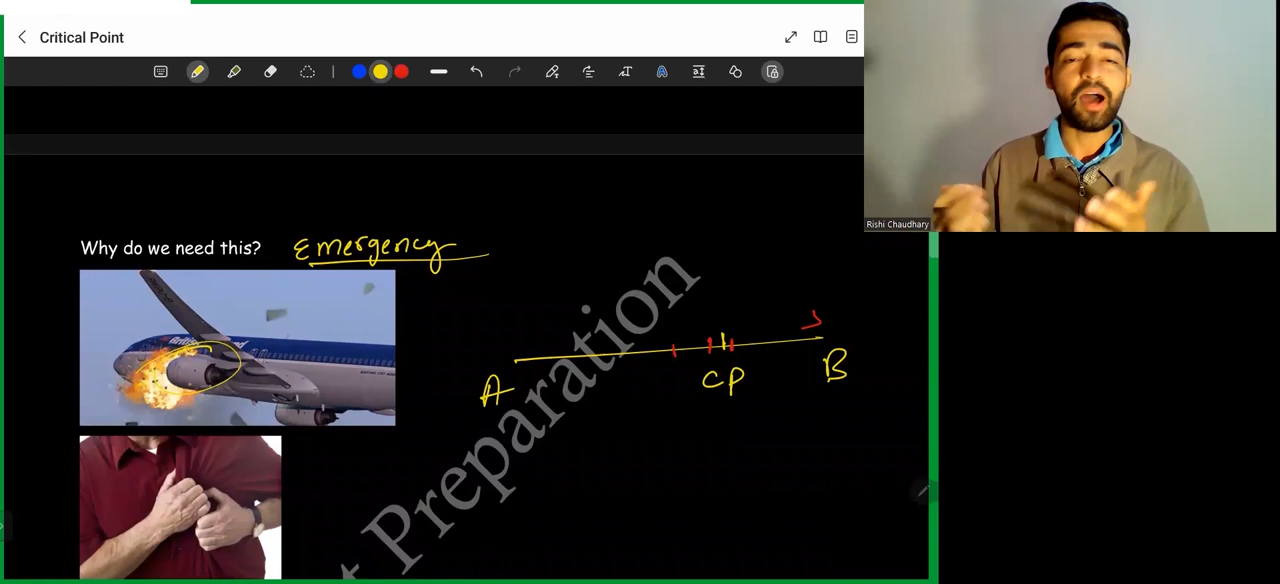 Critical Point
Rishi Chaudhary
Why do we need this? Emergency
A
CP
B
Preparation